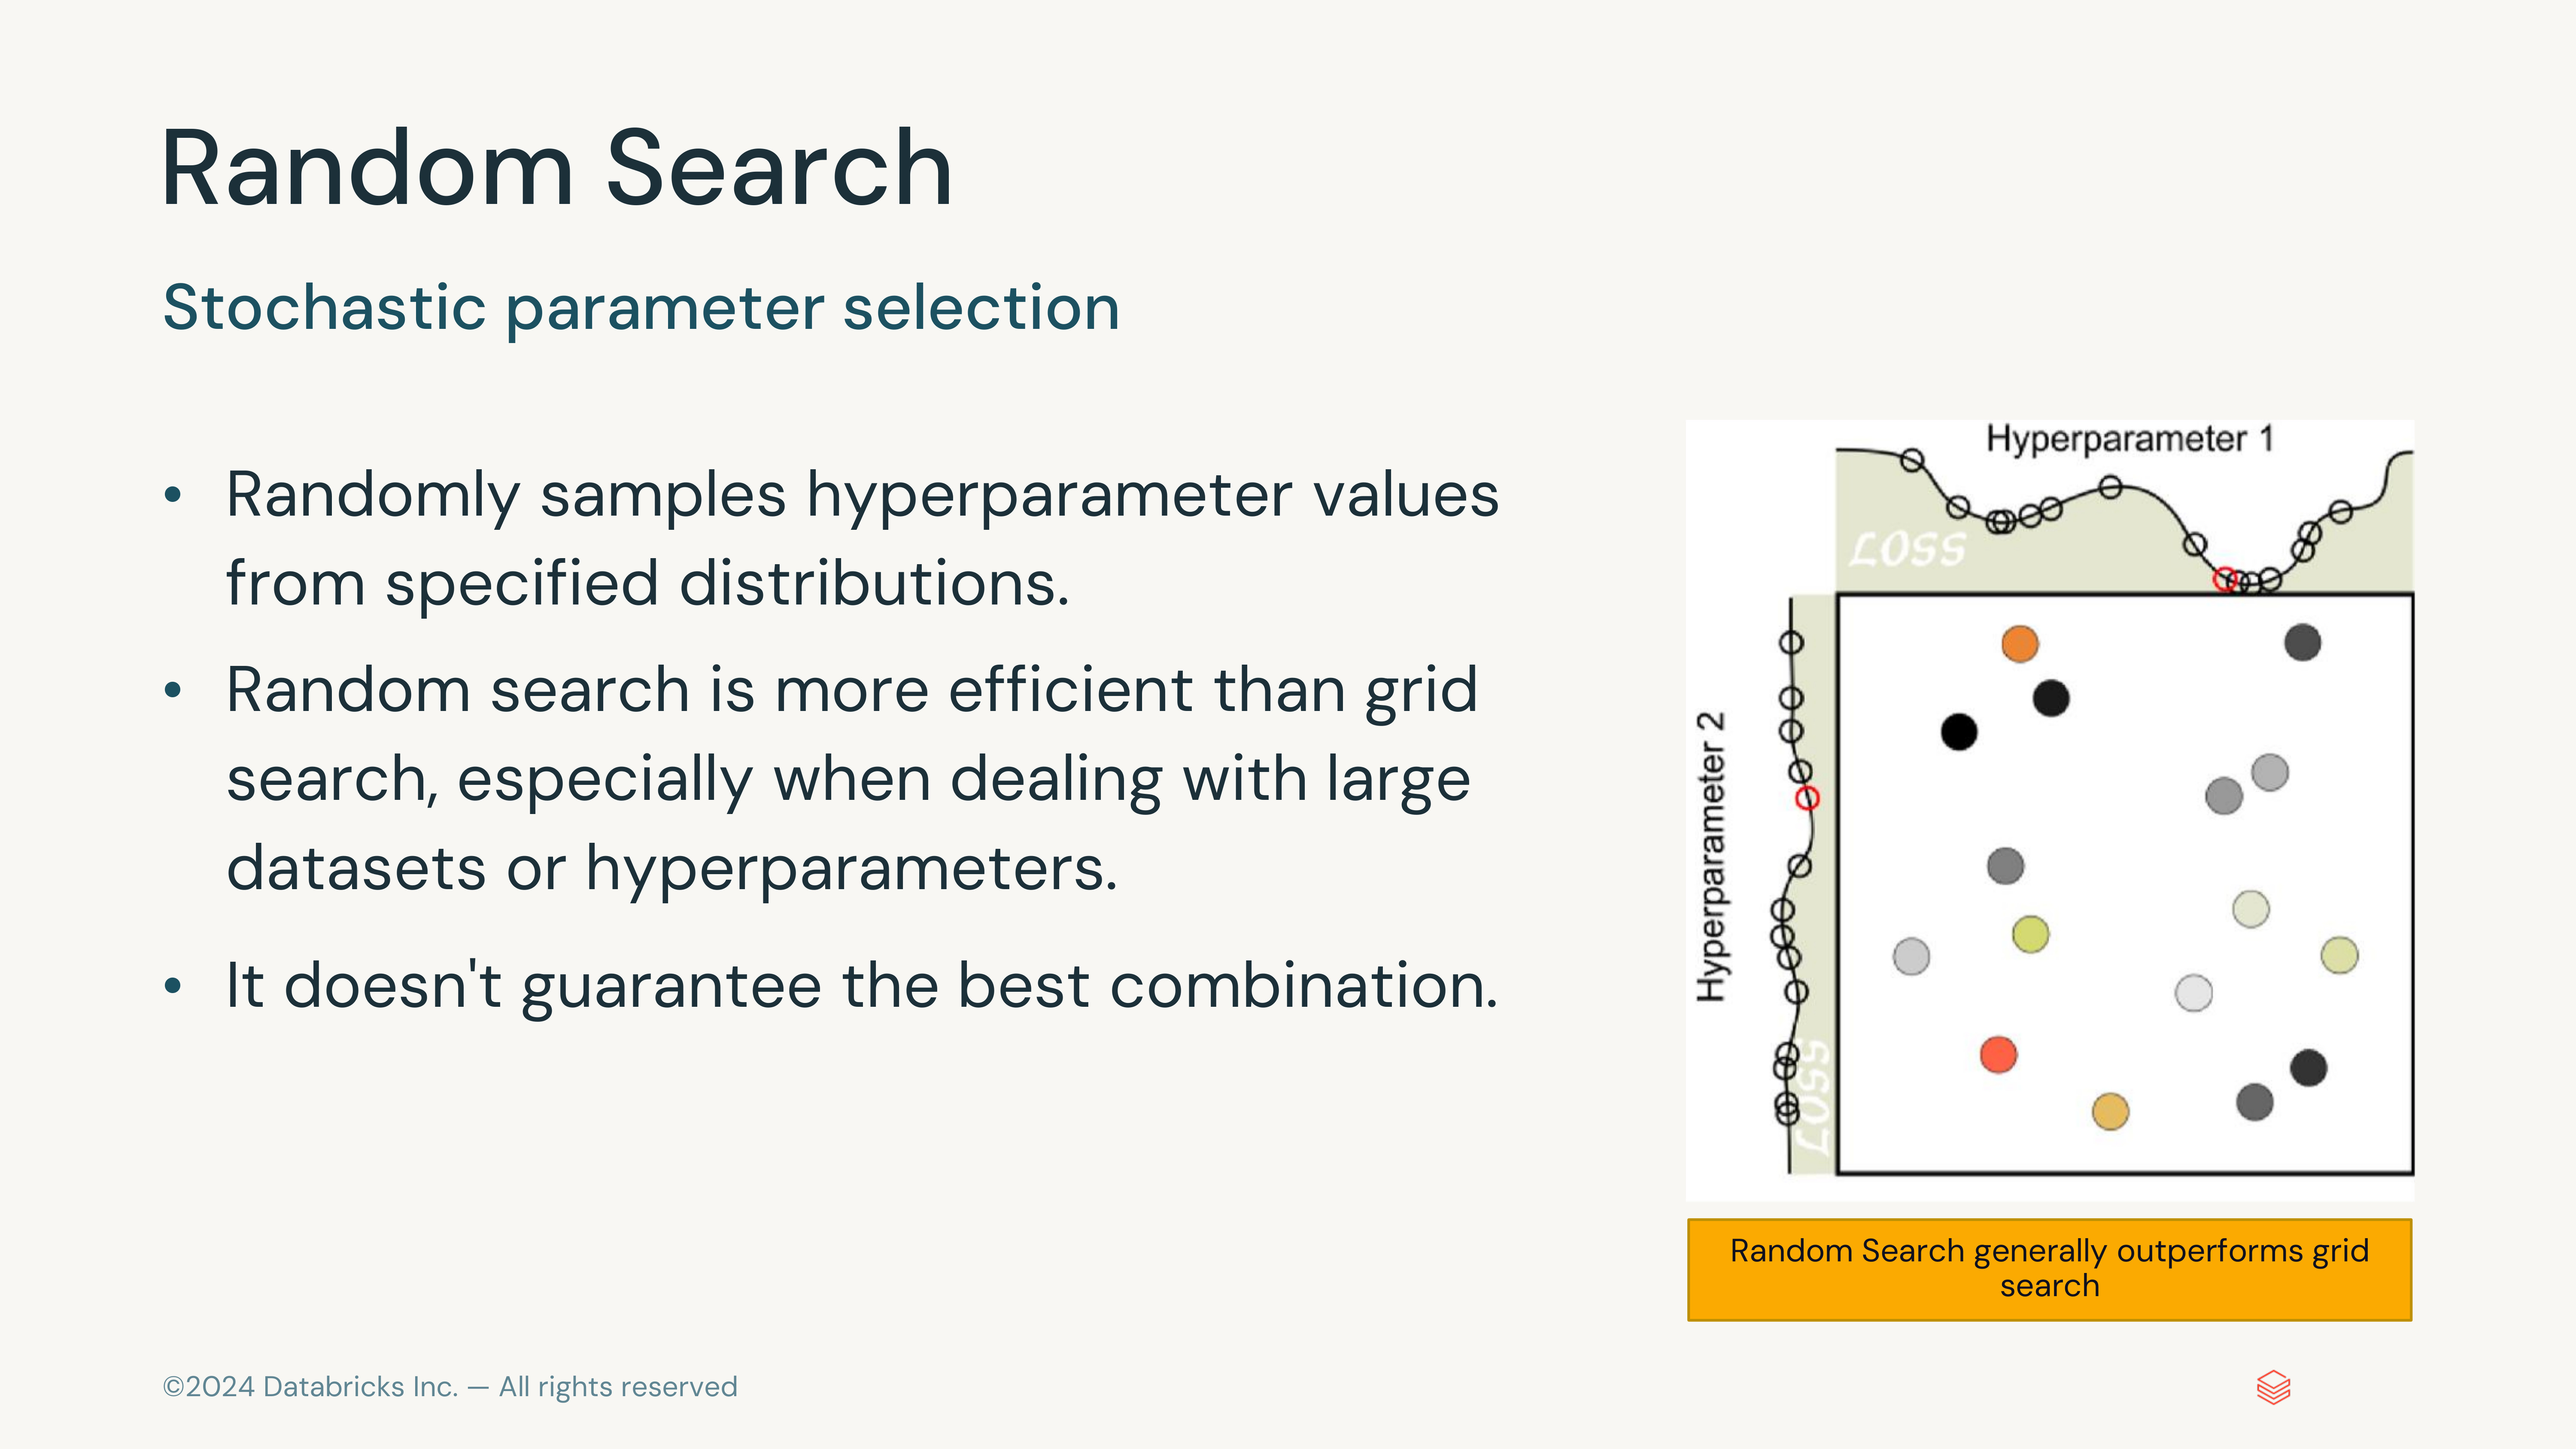 Random Search
Stochastic parameter selection
• Randomly samples hyperparameter values
from specified distributions.
• Random search is more efficient than grid
search, especially when dealing with large
datasets or hyperparameters.
• It doesn't guarantee the best combination.
Hyperparameter 1
LOSS
Hyperparameter 2
LOSS
Random Search generally outperforms grid
search
©2024 Databricks Inc. — All rights reserved